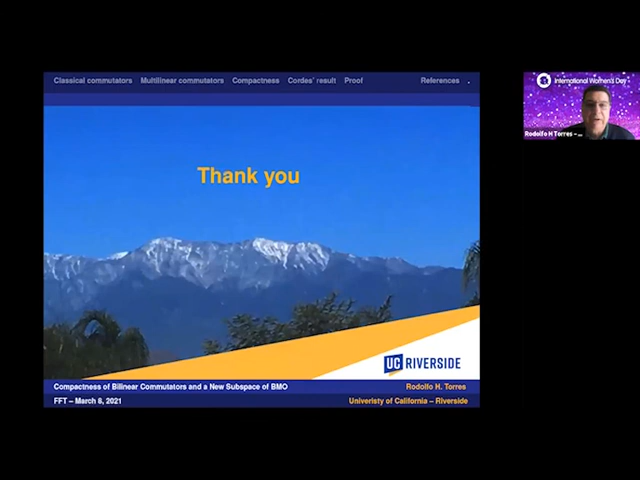 Classical commutators Multilinear commutators Compactness Cordes' result Proof References .
International Women's Day
Rodolfo H Torres - ...
Thank you
UC RIVERSIDE
Compactness of Bilinear Commutators and a New Subspace of BMO Rodolfo H. Torres
FFT – March 8, 2021 Univeristy of California – Riverside